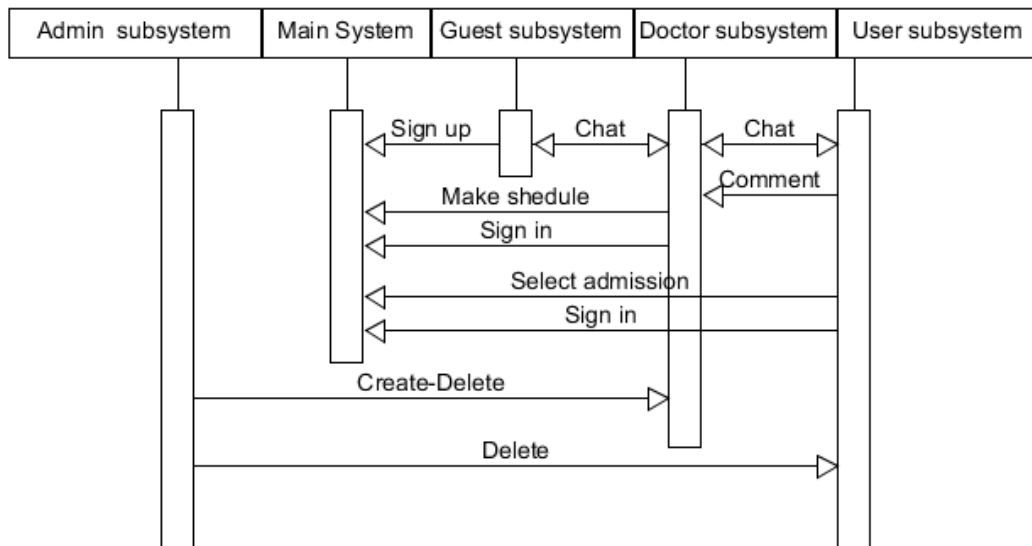 Admin subsystem
Main System
Guest subsystem
Doctor subsystem
User subsystem
Sign up
Chat
Chat
Comment
Make shedule
Sign in
Select admission
Sign in
Create-Delete
Delete